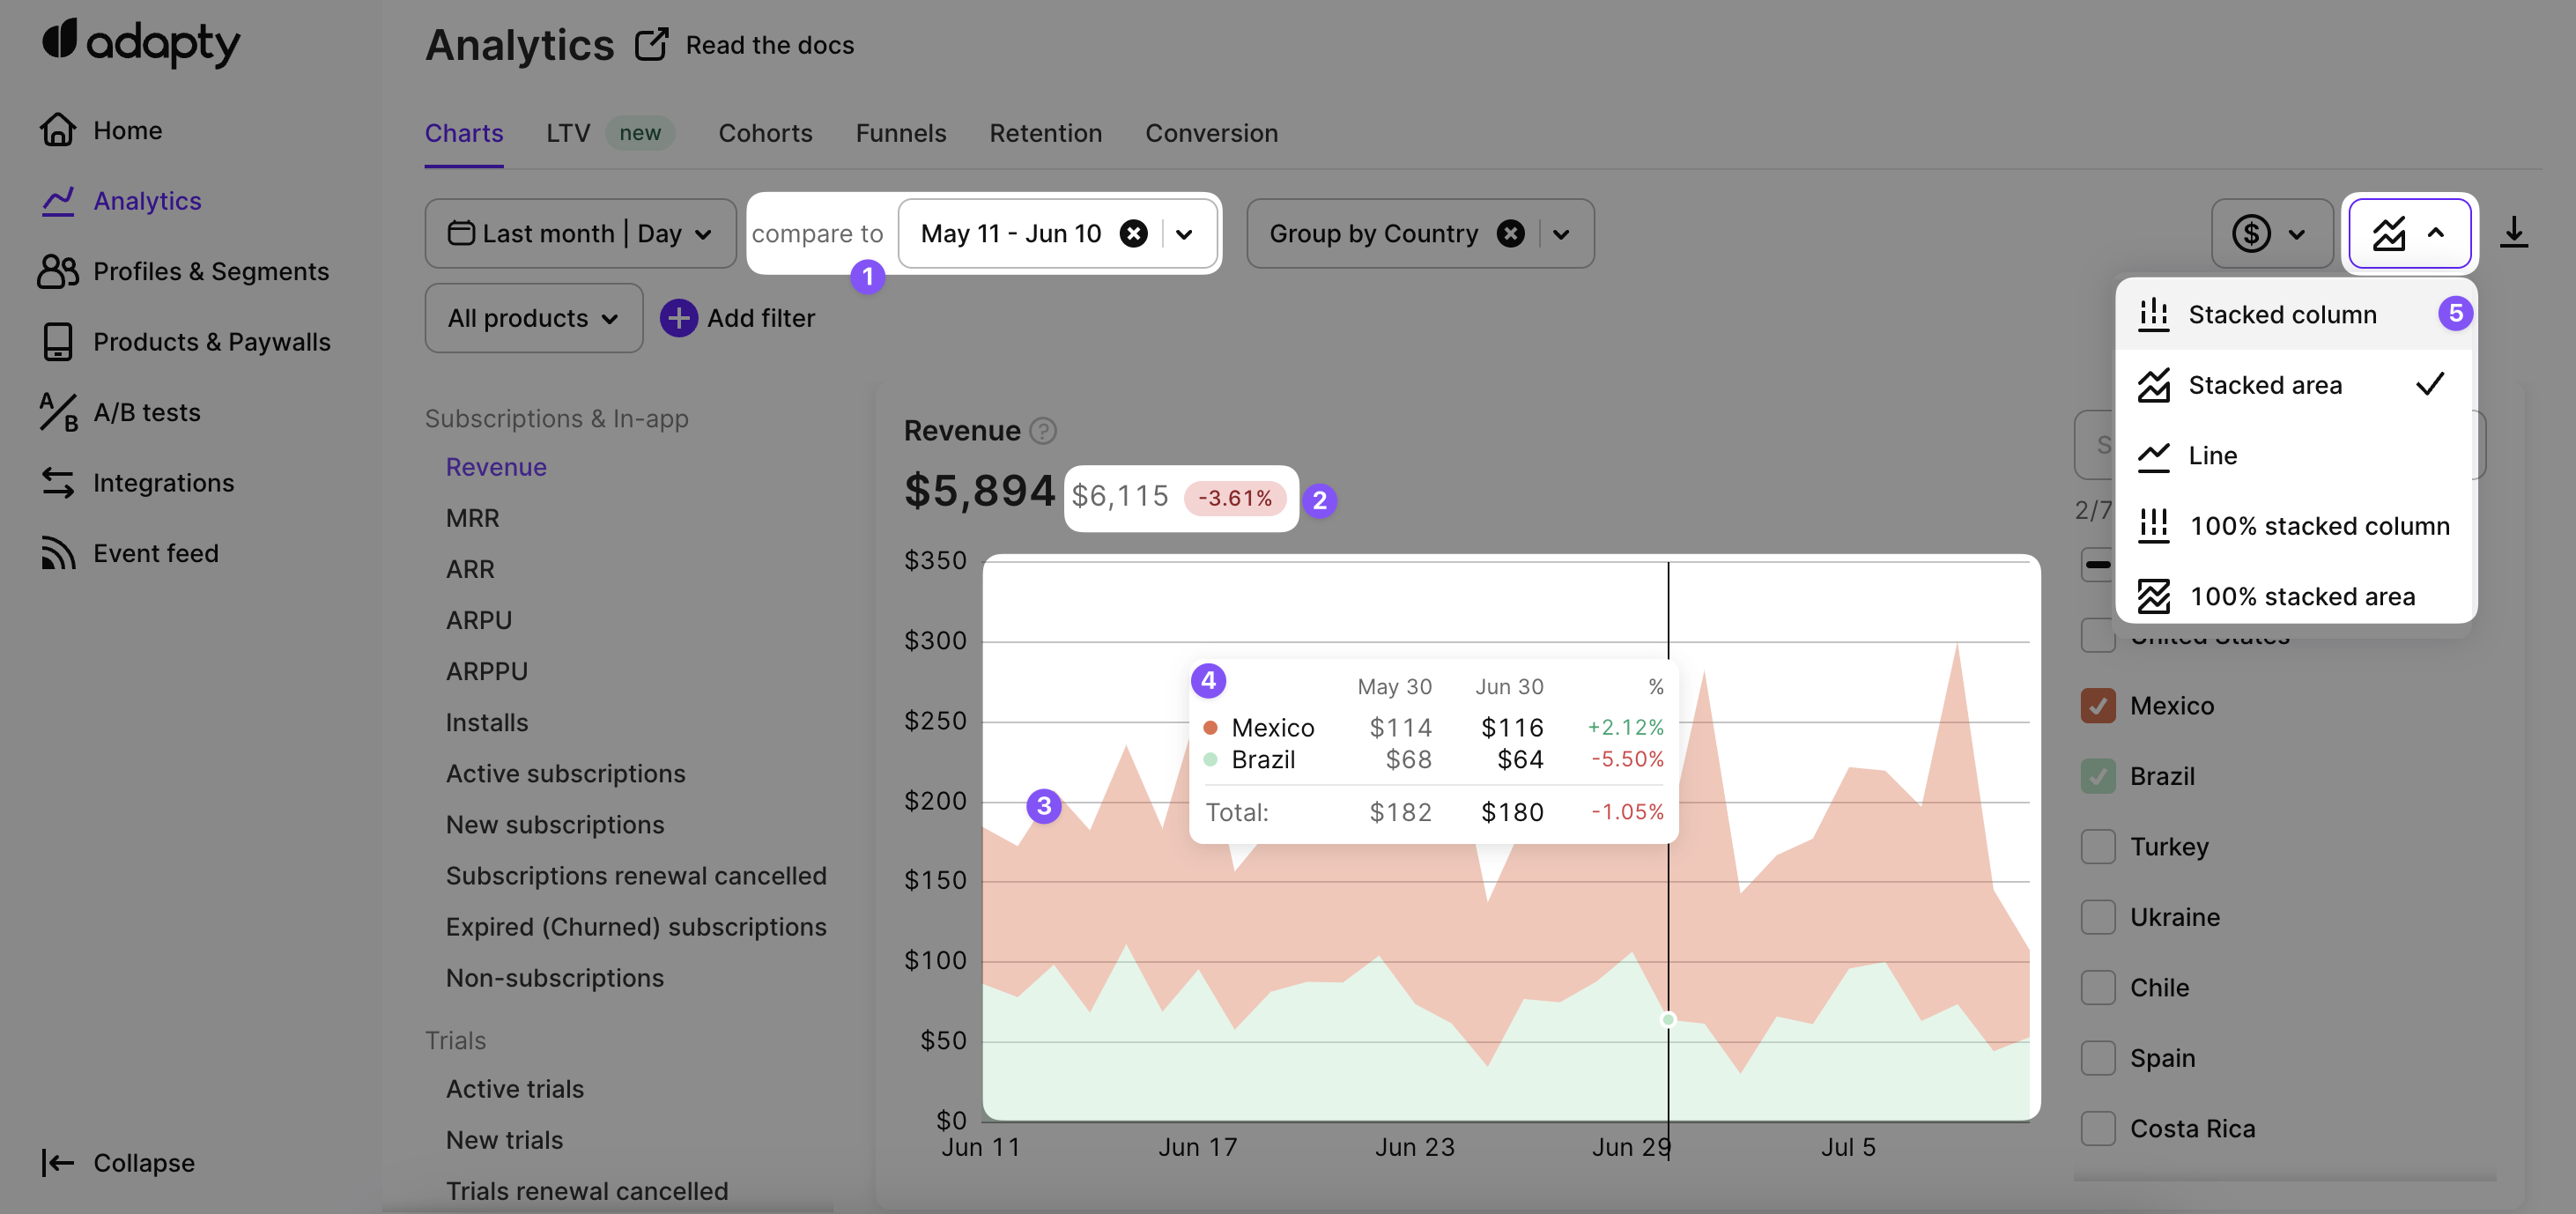 adapty
Home
Analytics
Profiles & Segments
Products & Paywalls
A/B tests
Integrations
Event feed
Collapse
Analytics Read the docs
Charts LTV new Cohorts Funnels Retention Conversion
Last month | Day compare to May 11 - Jun 10 Group by Country $
1
All products + Add filter
Subscriptions & In-app
Revenue
MRR
ARR
ARPU
ARPPU
Installs
Active subscriptions
New subscriptions
Subscriptions renewal cancelled
Expired (Churned) subscriptions
Non-subscriptions
Trials
Active trials
New trials
Trials renewal cancelled
Revenue ?
$5,894 $6,115 -3.61% 2
$350
$300
$250
$200
$150
$100
$50
$0
Jun 11 Jun 17 Jun 23 Jun 29 Jul 5
3
4 May 30 Jun 30 %
Mexico $114 $116 +2.12%
Brazil $68 $64 -5.50%
Total: $182 $180 -1.05%
Stacked column 5
Stacked area
Line
100% stacked column
100% stacked area
S
2/7
United States
Mexico
Brazil
Turkey
Ukraine
Chile
Spain
Costa Rica